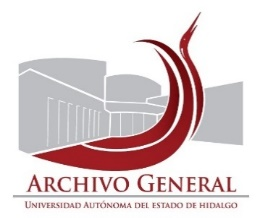 ARCHIVO GENERAL
UNIVERSIDAD AUTÓNOMA DEL ESTADO DE HIDALGO